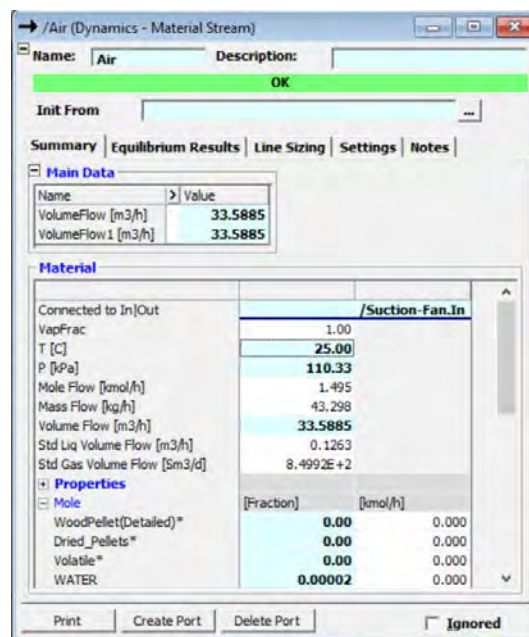 /Air (Dynamics - Material Stream)
Name: Air Description:
OK
Init From ...
Summary Equilibrium Results Line Sizing Settings Notes
Main Data
Name > Value
VolumeFlow [m3/h] 33.5885
VolumeFlow1 [m3/h] 33.5885
Material
Connected to In|Out /Suction-Fan.In
VapFrac 1.00
T [C] 25.00
P [kPa] 110.33
Mole Flow [kmol/h] 1.495
Mass Flow [kg/h] 43.298
Volume Flow [m3/h] 33.5885
Std Liq Volume Flow [m3/h] 0.1263
Std Gas Volume Flow [Sm3/d] 8.4992E+2
Properties
Mole [Fraction] [kmol/h]
WoodPellet(Detailed)* 0.00 0.000
Dried_Pellets* 0.00 0.000
Volatile* 0.00 0.000
WATER 0.00002 0.000
Print Create Port Delete Port Ignored